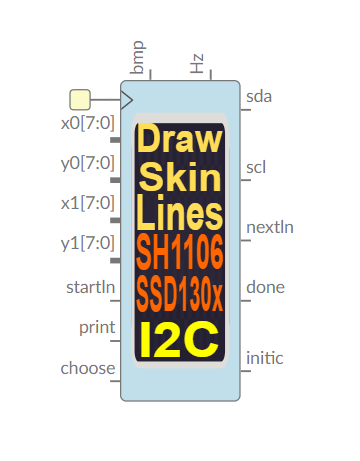 bmp
Hz
x0[7:0]
y0[7:0]
x1[7:0]
y1[7:0]
startln
print
choose
Draw
Skin
Lines
SH1106
SSD130x
I2C
sda
scl
nextln
done
initic